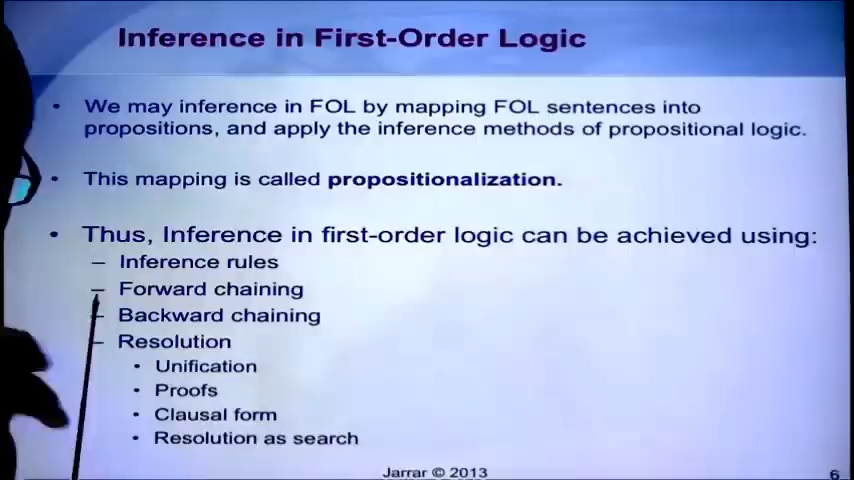 Inference in First-Order Logic
• We may inference in FOL by mapping FOL sentences into
propositions, and apply the inference methods of propositional logic.
• This mapping is called propositionalization.
• Thus, Inference in first-order logic can be achieved using:
– Inference rules
– Forward chaining
– Backward chaining
– Resolution
• Unification
• Proofs
• Clausal form
• Resolution as search
Jarrar © 2013
6